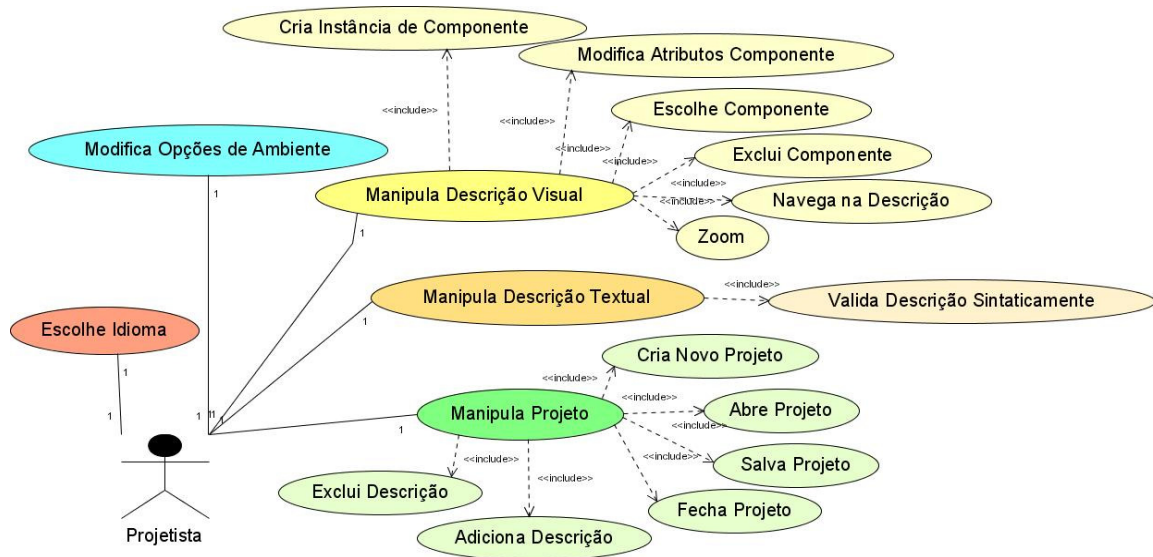 Cria Instância de Componente
Modifica Atributos Componente
<<include>>
<<include>>
Escolhe Componente
<<include>>
Modifica Opções de Ambiente
<<include>>
Exclui Componente
1
Manipula Descrição Visual
<<include>>
Navega na Descrição
<<include>>
1
Zoom
Manipula Descrição Textual
<<include>>
Valida Descrição Sintaticamente
1
Escolhe Idioma
1
Cria Novo Projeto
<<include>>
1
1
11
1
Manipula Projeto
1
<<include>>
Abre Projeto
<<include>>
<<include>>
<<include>>
Salva Projeto
Exclui Descrição
<<include>>
Fecha Projeto
Projetista
Adiciona Descrição